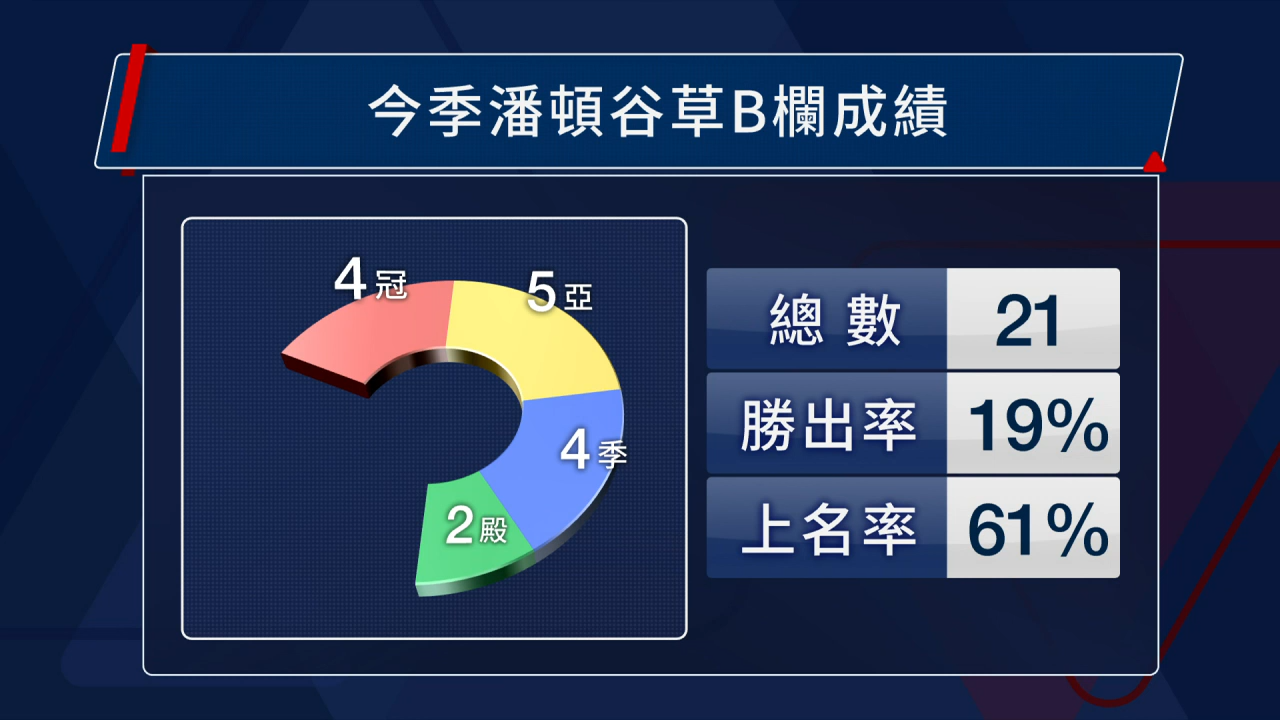 今季潘頓谷草B欄成績
4冠
5亞
4季
2殿
總數 21
勝出率 19%
上名率 61%